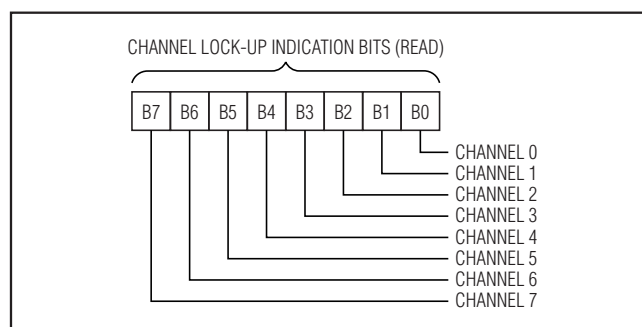 CHANNEL LOCK-UP INDICATION BITS (READ)
B7 B6 B5 B4 B3 B2 B1 B0
CHANNEL 0
CHANNEL 1
CHANNEL 2
CHANNEL 3
CHANNEL 4
CHANNEL 5
CHANNEL 6
CHANNEL 7